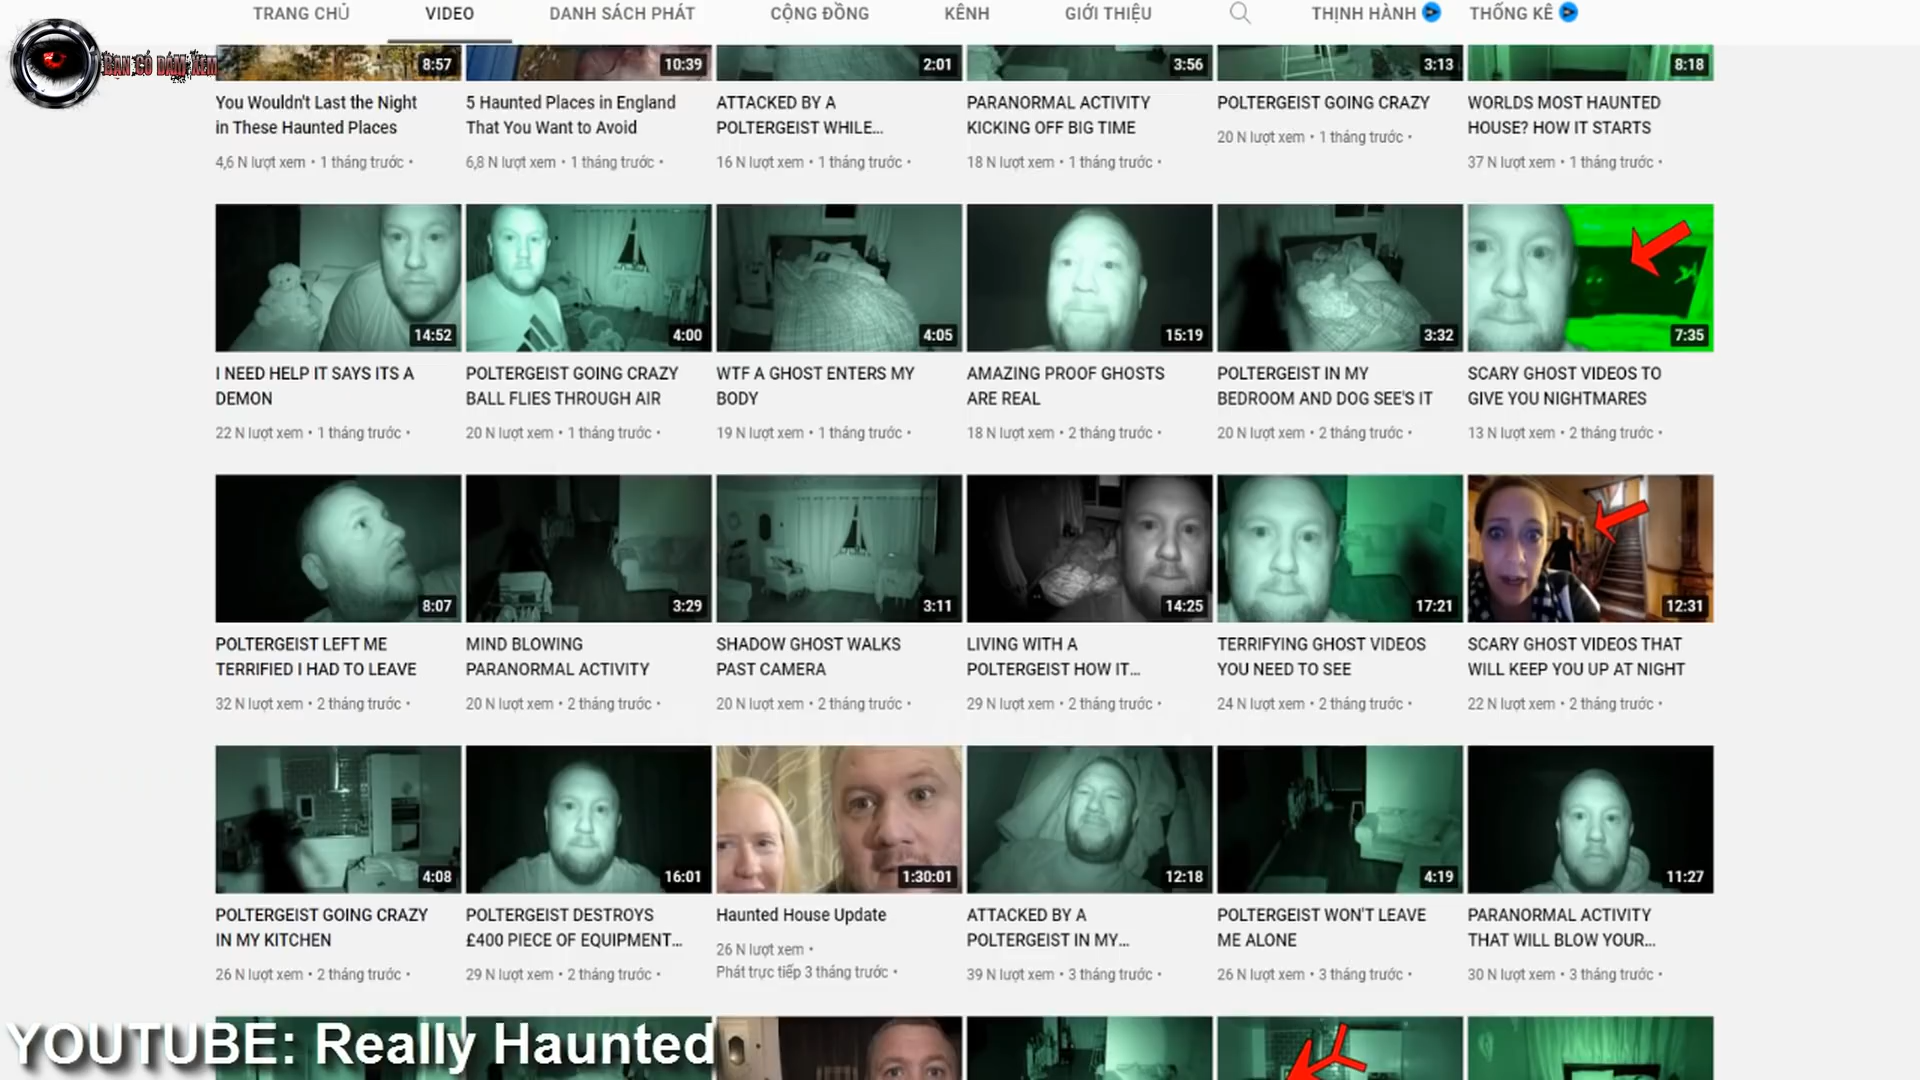 TRANG CHỦ
VIDEO
DANH SÁCH PHÁT
CỘNG ĐỒNG
KÊNH
GIỚI THIỆU
THỊNH HÀNH
THỐNG KÊ
BẠN CÓ DÁM XEM
8:57
10:39
2:01
3:56
3:13
8:18
You Wouldn't Last the Night
in These Haunted Places
4,6 N lượt xem • 1 tháng trước •
5 Haunted Places in England
That You Want to Avoid
6,8 N lượt xem • 1 tháng trước •
ATTACKED BY A
POLTERGEIST WHILE...
16 N lượt xem • 1 tháng trước •
PARANORMAL ACTIVITY
KICKING OFF BIG TIME
18 N lượt xem • 1 tháng trước •
POLTERGEIST GOING CRAZY
20 N lượt xem • 1 tháng trước •
WORLDS MOST HAUNTED
HOUSE? HOW IT STARTS
37 N lượt xem • 1 tháng trước •
14:52
4:00
4:05
15:19
3:32
7:35
I NEED HELP IT SAYS ITS A
DEMON
22 N lượt xem • 1 tháng trước •
POLTERGEIST GOING CRAZY
BALL FLIES THROUGH AIR
20 N lượt xem • 1 tháng trước •
WTF A GHOST ENTERS MY
BODY
19 N lượt xem • 1 tháng trước •
AMAZING PROOF GHOSTS
ARE REAL
18 N lượt xem • 2 tháng trước •
POLTERGEIST IN MY
BEDROOM AND DOG SEE'S IT
20 N lượt xem • 2 tháng trước •
SCARY GHOST VIDEOS TO
GIVE YOU NIGHTMARES
13 N lượt xem • 2 tháng trước •
8:07
3:29
3:11
14:25
17:21
12:31
POLTERGEIST LEFT ME
TERRIFIED I HAD TO LEAVE
32 N lượt xem • 2 tháng trước •
MIND BLOWING
PARANORMAL ACTIVITY
20 N lượt xem • 2 tháng trước •
SHADOW GHOST WALKS
PAST CAMERA
20 N lượt xem • 2 tháng trước •
LIVING WITH A
POLTERGEIST HOW IT...
29 N lượt xem • 2 tháng trước •
TERRIFYING GHOST VIDEOS
YOU NEED TO SEE
24 N lượt xem • 2 tháng trước •
SCARY GHOST VIDEOS THAT
WILL KEEP YOU UP AT NIGHT
22 N lượt xem • 2 tháng trước •
4:08
16:01
1:30:01
12:18
4:19
11:27
POLTERGEIST GOING CRAZY
IN MY KITCHEN
26 N lượt xem • 2 tháng trước •
POLTERGEIST DESTROYS
£400 PIECE OF EQUIPMENT...
29 N lượt xem • 2 tháng trước •
Haunted House Update
26 N lượt xem •
Phát trực tiếp 3 tháng trước •
ATTACKED BY A
POLTERGEIST IN MY...
39 N lượt xem • 3 tháng trước •
POLTERGEIST WON'T LEAVE
ME ALONE
26 N lượt xem • 3 tháng trước •
PARANORMAL ACTIVITY
THAT WILL BLOW YOUR...
30 N lượt xem • 3 tháng trước •
YOUTUBE: Really Haunted